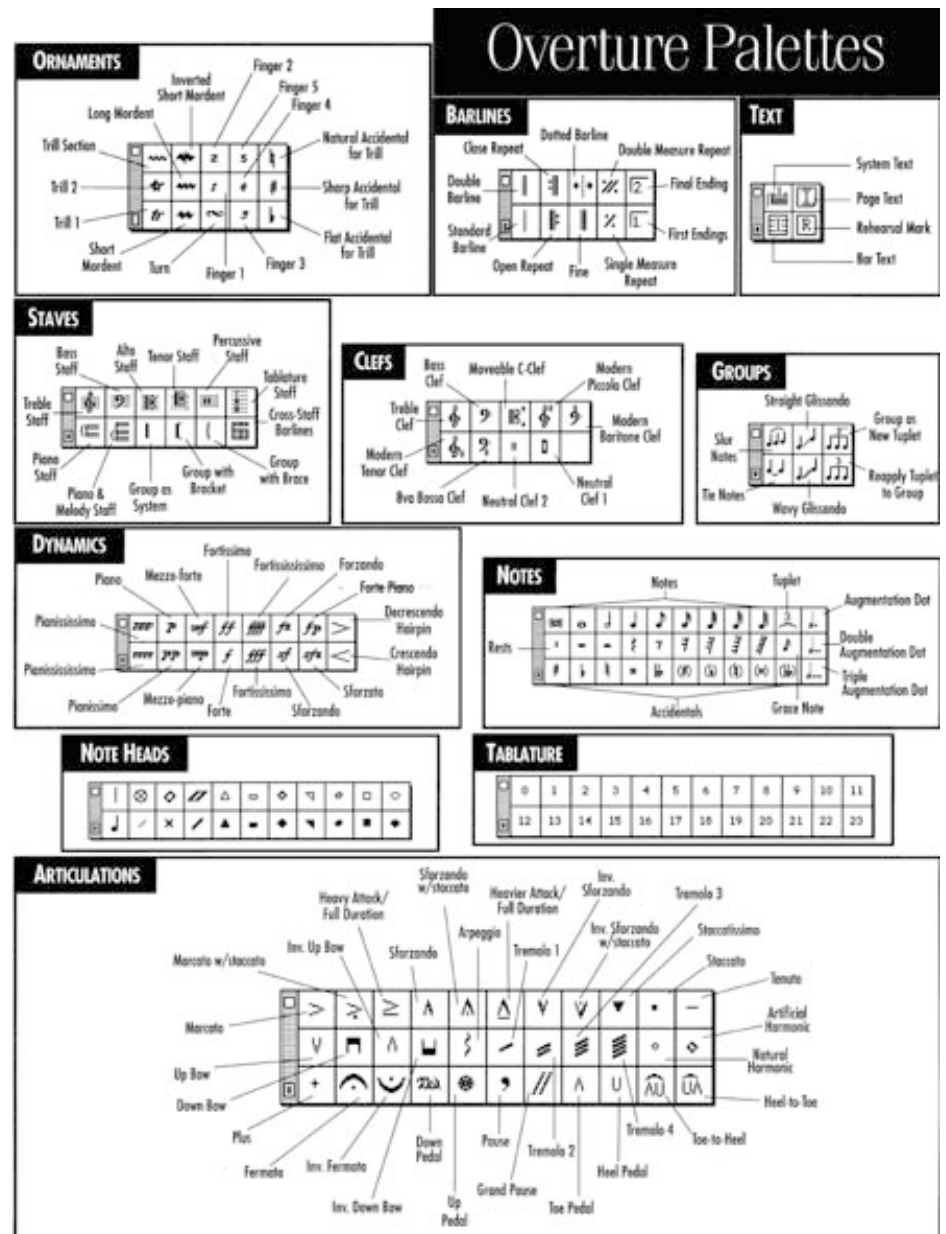 Overture Palettes
ORNAMENTS
Finger 2
Inverted
Short Mordent
Finger 5
Long Mordent
Finger 4
Trill Section
Natural Accidental
for Trill
Trill 2
Sharp Accidental
for Trill
Trill 1
Flat Accidental
for Trill
Short
Mordent
Turn
Finger 1
Finger 3
BARLINES
Dotted Barline
Close Repeat
Double Measure Repeat
Double
Barline
Final Ending
Standard
Barline
First Endings
Open Repeat
Fine
Single Measure
Repeat
TEXT
System Text
Page Text
Rehearsal Mark
Bar Text
STAVES
Bass
Staff
Alto
Staff
Tenor Staff
Percussive
Staff
Tablature
Staff
Treble
Staff
Cross-Staff
Barlines
Piano
Staff
Piano &
Melody Staff
Group as
System
Group with
Bracket
Group
with Brace
CLEFS
Bass
Clef
Moveable C-Clef
Modern
Piccolo Clef
Treble
Clef
Modern
Baritone Clef
Modern
Tenor Clef
8va Bassa Clef
Neutral Clef 2
Neutral
Clef 1
GROUPS
Straight Glissando
Slur
Notes
Group as
New Tuplet
Tie Notes
Reapply Tuplet
to Group
Wavy Glissando
DYNAMICS
Fortissimo
Mezzo-forte
Fortissississimo
Piano
Forzando
Forte Piano
Pianississimo
Decrescendo
Hairpin
Pianissississimo
Crescendo
Hairpin
Pianissimo
Mezzo-piano
Forte
Fortississimo
Sforzando
Sforzato
NOTES
Notes
Tuplet
Augmentation Dot
Rests
Double
Augmentation Dot
Triple
Augmentation Dot
Accidentals
Grace Note
NOTE HEADS
TABLATURE
0 1 2 3 4 5 6 7 8 9 10 11
12 13 14 15 16 17 18 19 20 21 22 23
ARTICULATIONS
Sforzando
w/staccato
Heavy Attack/
Full Duration
Heavier Attack/
Full Duration
Inv.
Sforzando
Tremolo 3
Inv. Up Bow
Arpeggio
Inv. Sforzando
w/staccato
Staccatissimo
Marcato w/staccato
Sforzando
Tremolo 1
Staccato
Tenuto
Marcato
Artificial
Harmonic
Up Bow
Natural
Harmonic
Down Bow
Heel-to-Toe
Plus
Fermata
Inv. Fermata
Inv. Down Bow
Down
Pedal
Up
Pedal
Pause
Grand Pause
Tremolo 2
Toe Pedal
Heel Pedal
Tremolo 4
Toe-to-Heel